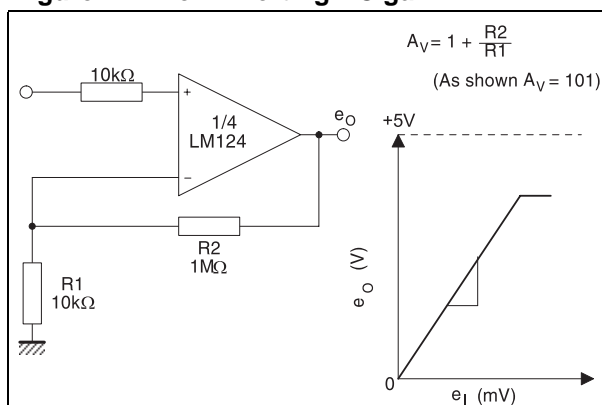 A_V = 1 + R2/R1
(As shown A_V = 101)
10kΩ
+
1/4
LM124
e_O
+5V
−
R2
1MΩ
R1
10kΩ
e_O (V)
0
e_I (mV)